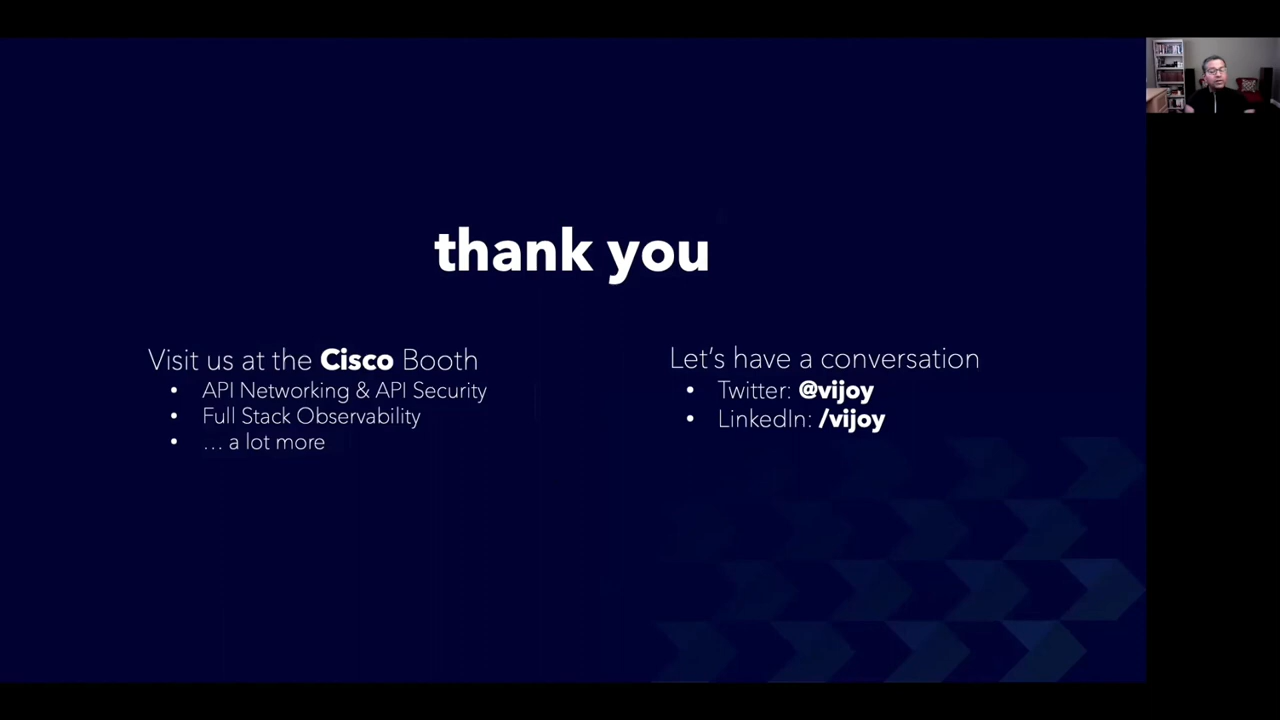 thank you
Visit us at the Cisco Booth
• API Networking & API Security
• Full Stack Observability
• … a lot more
Let’s have a conversation
• Twitter: @vijoy
• LinkedIn: /vijoy